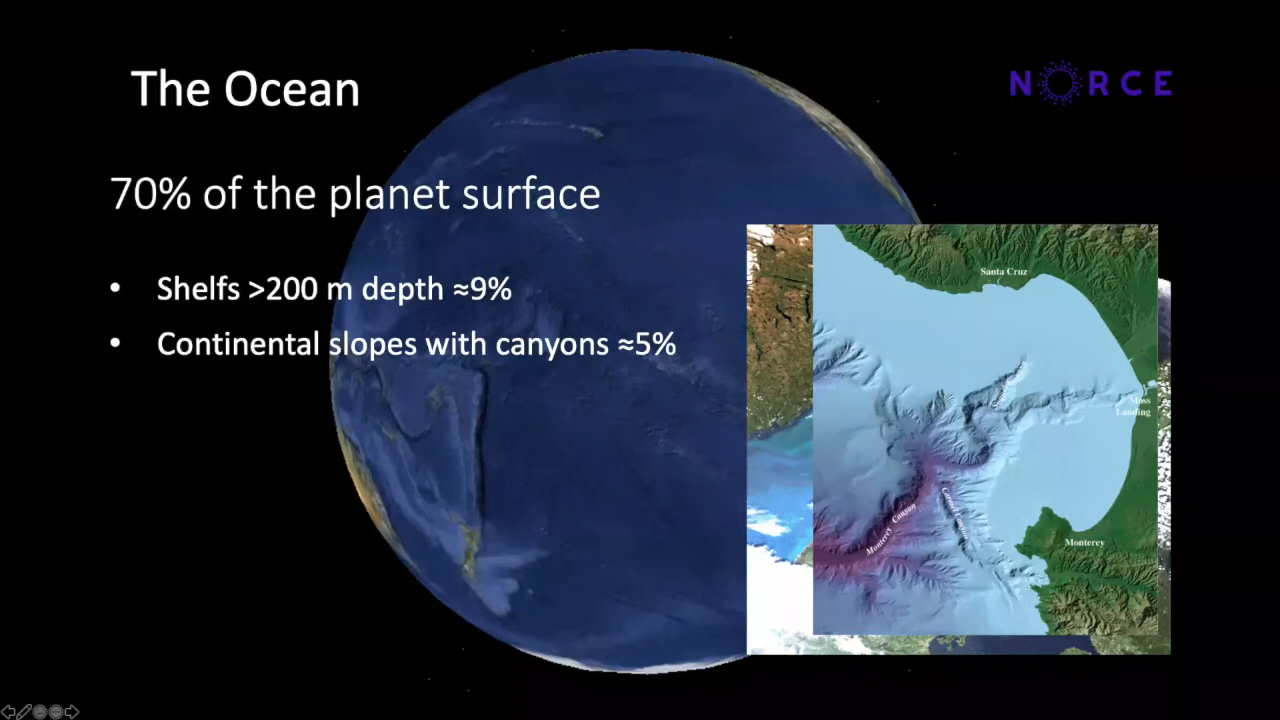 The Ocean
NORCE
70% of the planet surface
• Shelfs >200 m depth ≈9%
• Continental slopes with canyons ≈5%
Santa Cruz
Moss
Landing
Monterey Canyon
Monterey